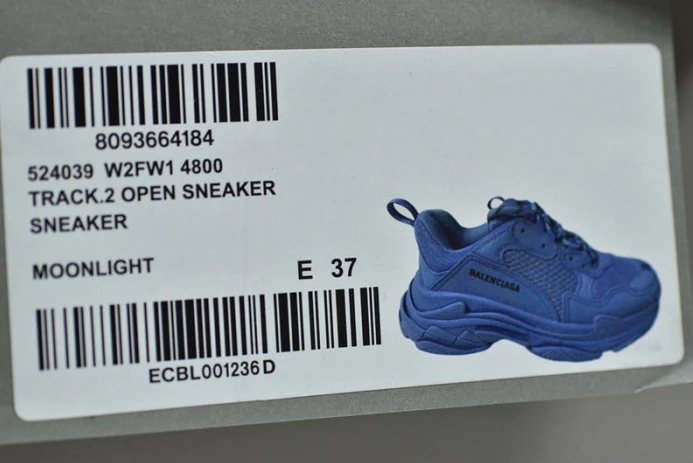 8093664184
524039 W2FW1 4800
TRACK.2 OPEN SNEAKER
SNEAKER
MOONLIGHT E 37
BALENCIAGA
ECBL001236D